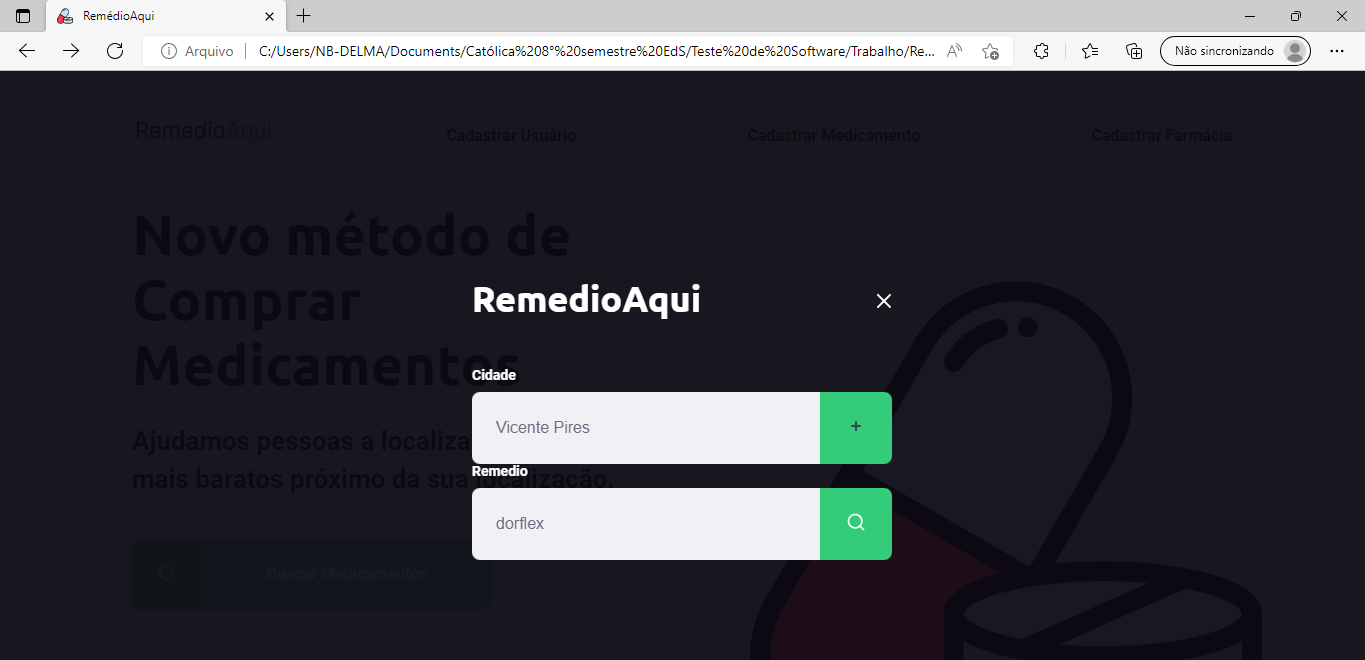 RemédioAqui
Arquivo
C:/Users/NB-DELMA/Documents/Católica%208°%20semestre%20EdS/Teste%20de%20Software/Trabalho/Re...
Não sincronizando
RemedioAqui
Cadastrar Usuário
Cadastrar Medicamento
Cadastrar Farmácia
Novo método de
Comprar
Medicamentos
Ajudamos pessoas a localiza
mais baratos próximo da sua localização.
Buscar Medicamentos
RemedioAqui
Cidade
Vicente Pires
+
Remedio
dorflex